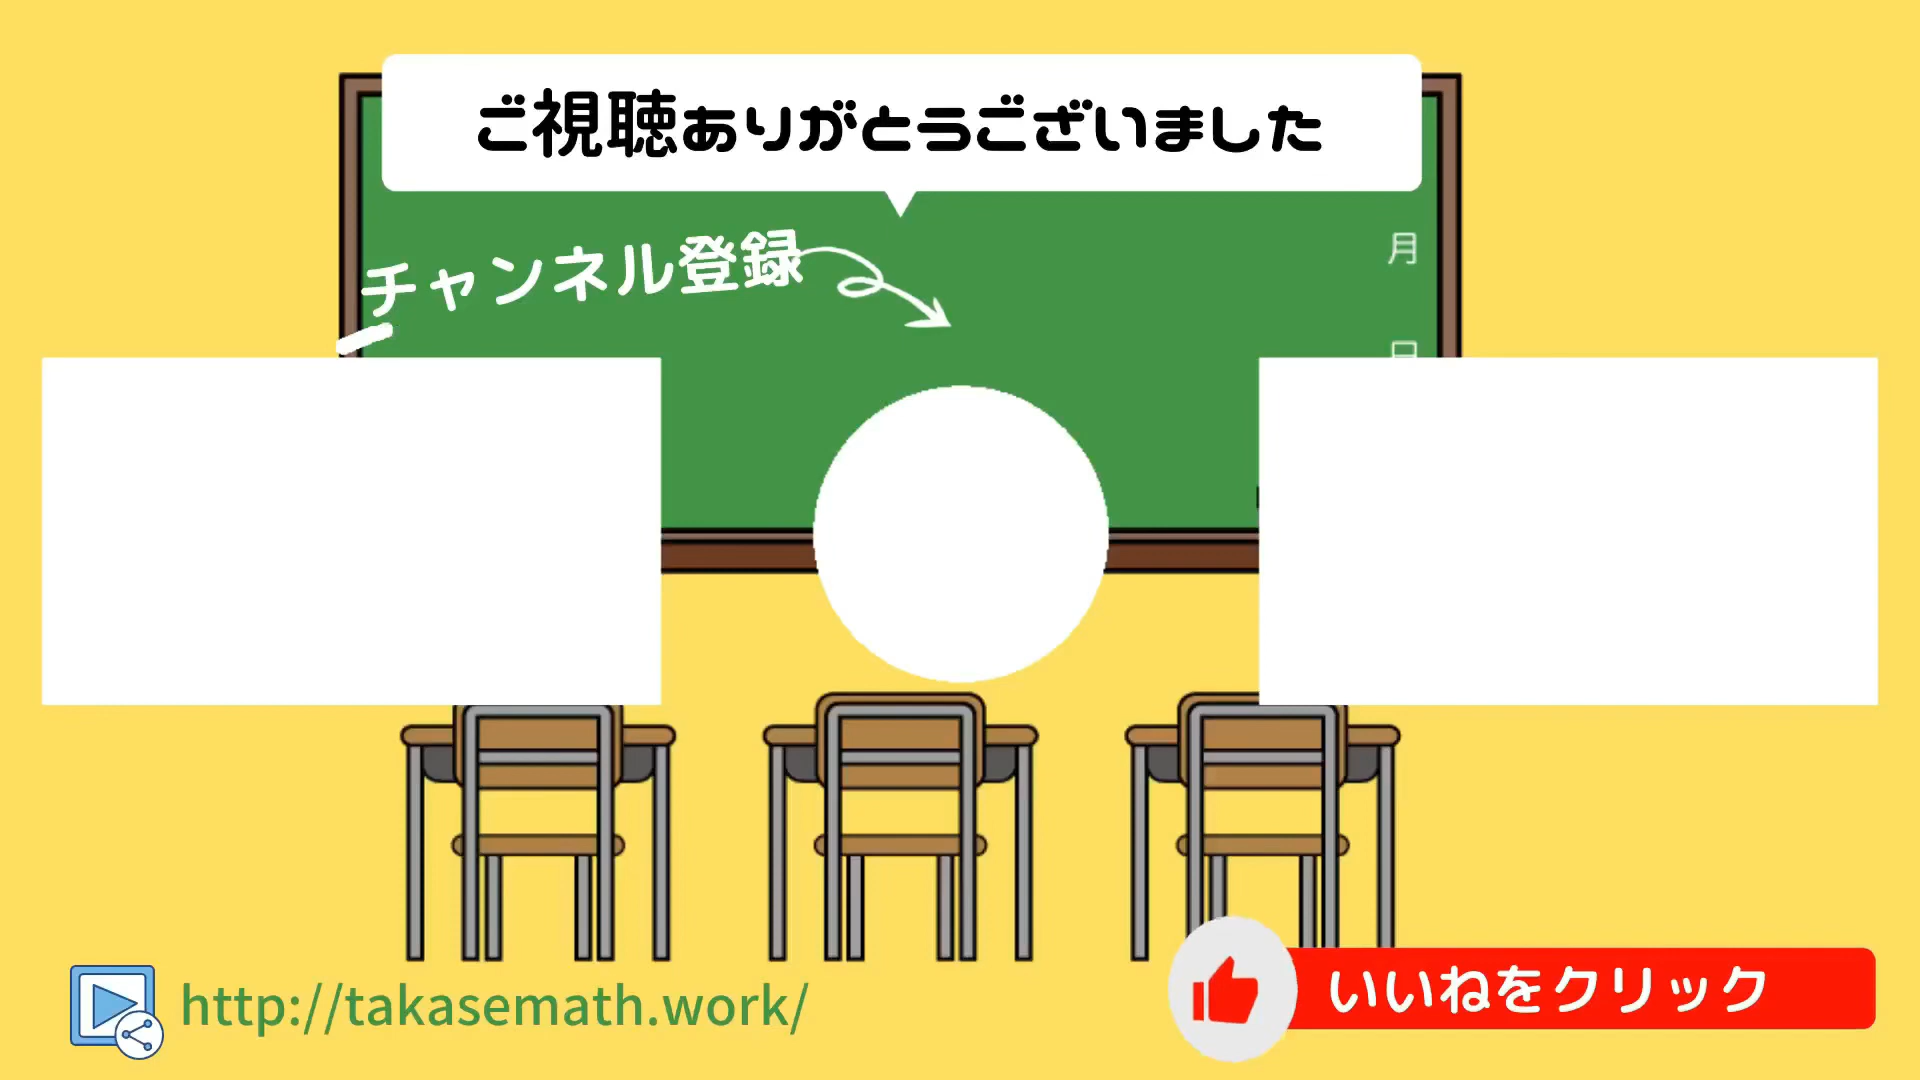 ご視聴ありがとうございました
チャンネル登録
月
日
http://takasemath.work/
いいねをクリック